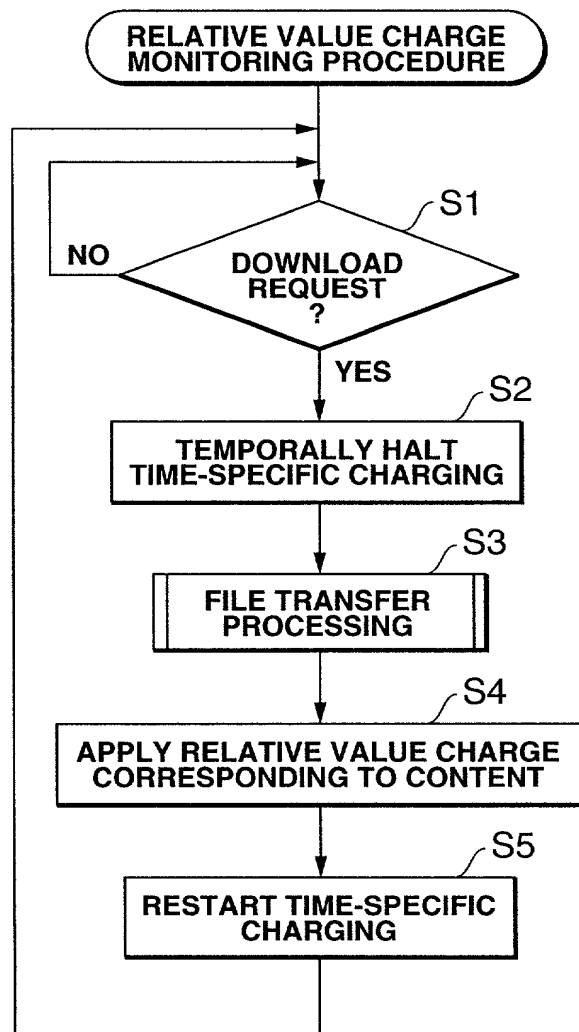 RELATIVE VALUE CHARGE
MONITORING PROCEDURE
S1
NO
DOWNLOAD
REQUEST
?
YES
S2
TEMPORALLY HALT
TIME-SPECIFIC CHARGING
S3
FILE TRANSFER
PROCESSING
S4
APPLY RELATIVE VALUE CHARGE
CORRESPONDING TO CONTENT
S5
RESTART TIME-SPECIFIC
CHARGING